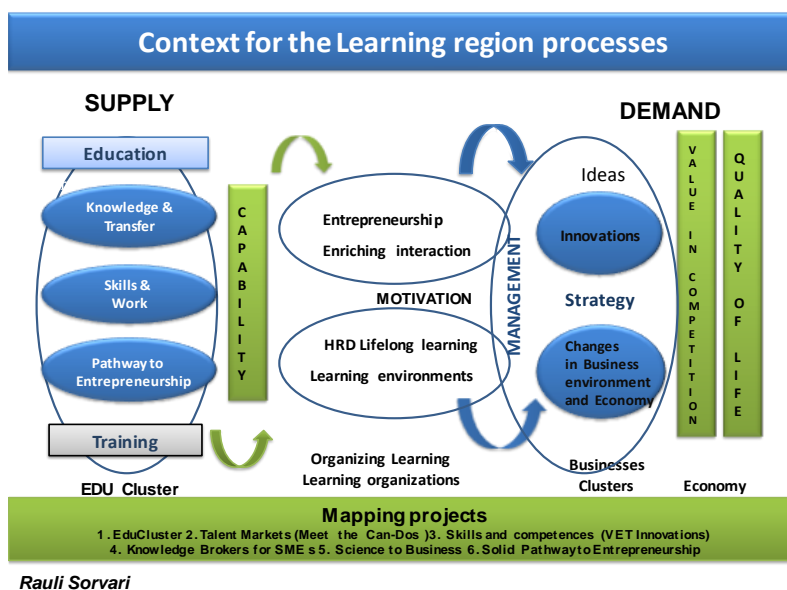 Context for the Learning region processes
SUPPLY
DEMAND
Education
Knowledge &
Transfer
Skills &
Work
Pathway to
Entrepreneurship
Training
EDU Cluster
CAPABILITY
Entrepreneurship
Enriching interaction
MOTIVATION
HRD Lifelong learning
Learning environments
Organizing Learning
Learning organizations
MANAGEMENT
Ideas
Innovations
Strategy
Changes
in Business
environment
and Economy
Businesses
Clusters
VALUE IN COMPETITION
QUALITY OF LIFE
Economy
Mapping projects
1. EduCluster 2. Talent Markets (Meet the Can-Dos )3. Skills and competences (VET Innovations)
4. Knowledge Brokers for SME s 5. Science to Business 6. Solid Pathway to Entrepreneurship
Rauli Sorvari